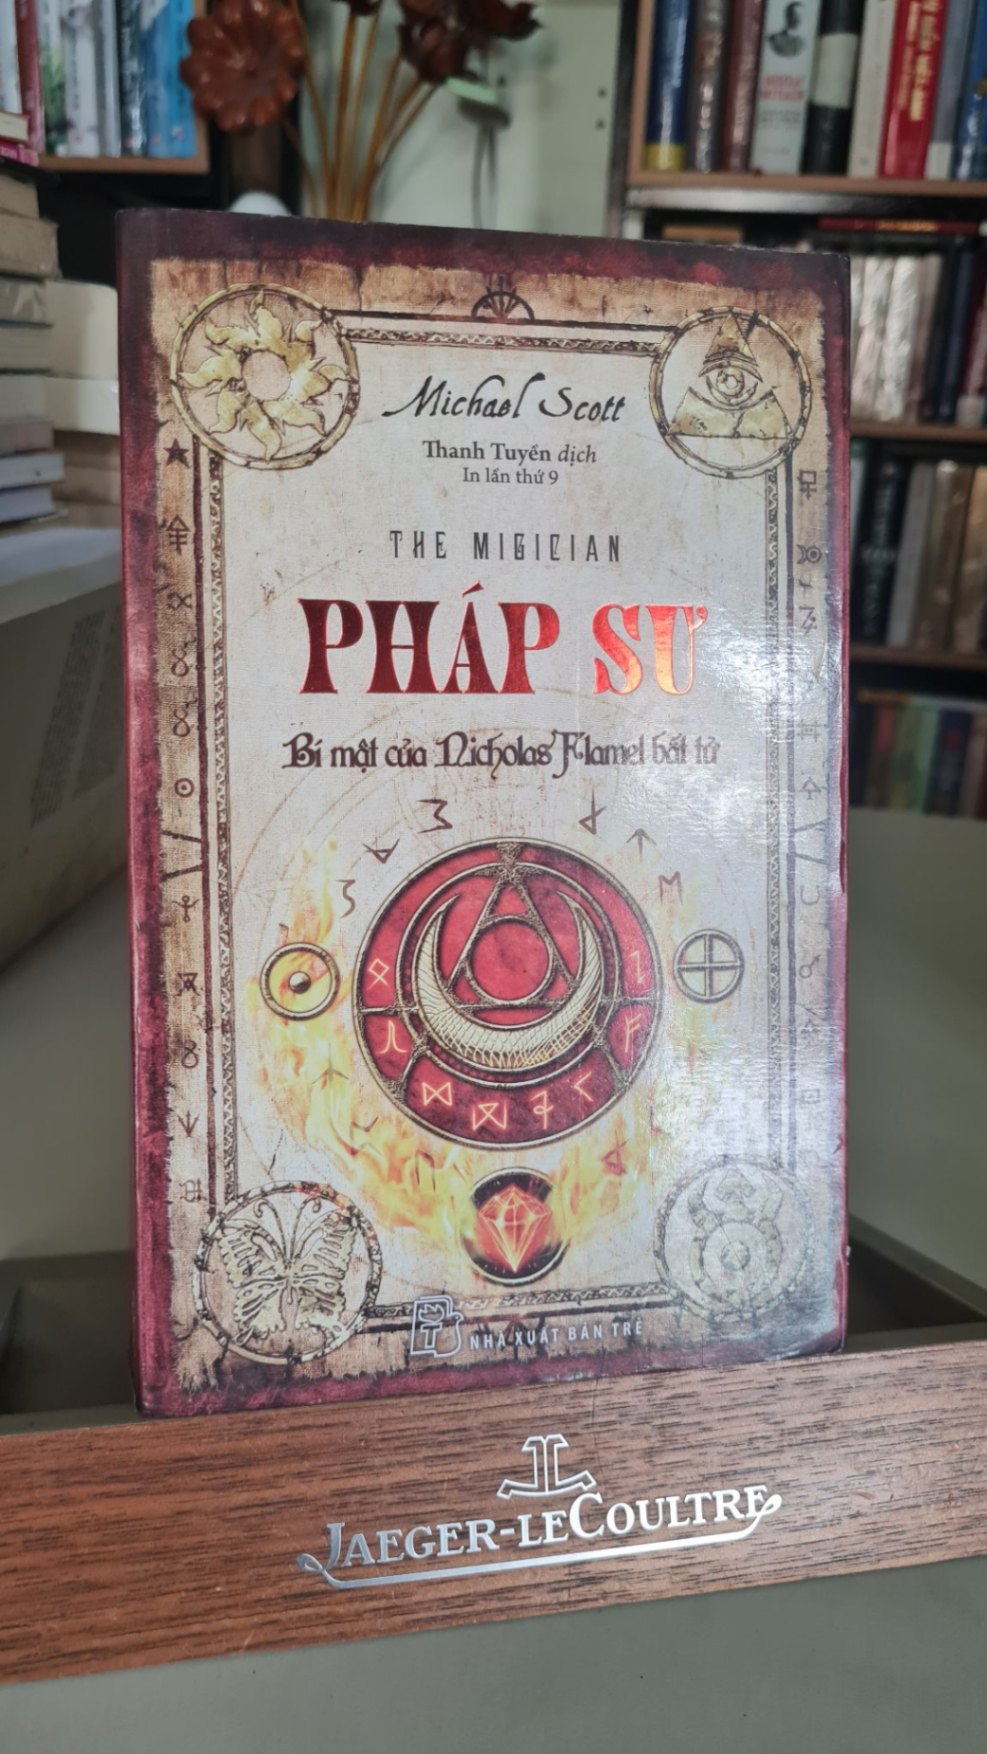 Michael Scott
Thanh Tuyền dịch
In lần thứ 9
THE MIGICIAN
PHÁP SƯ
Bí mật của Nicholas Flamel bất tử
NHÀ XUẤT BẢN TRẺ
JAEGER-LECOULTRE